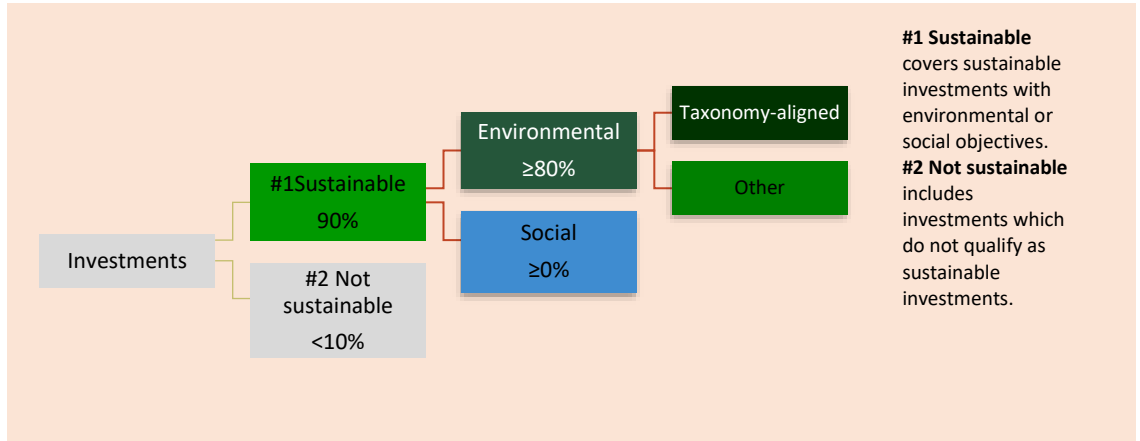 Investments
#1Sustainable
90%
#2 Not
sustainable
<10%
Environmental
≥80%
Social
≥0%
Taxonomy-aligned
Other
#1 Sustainable
covers sustainable
investments with
environmental or
social objectives.
#2 Not sustainable
includes
investments which
do not qualify as
sustainable
investments.